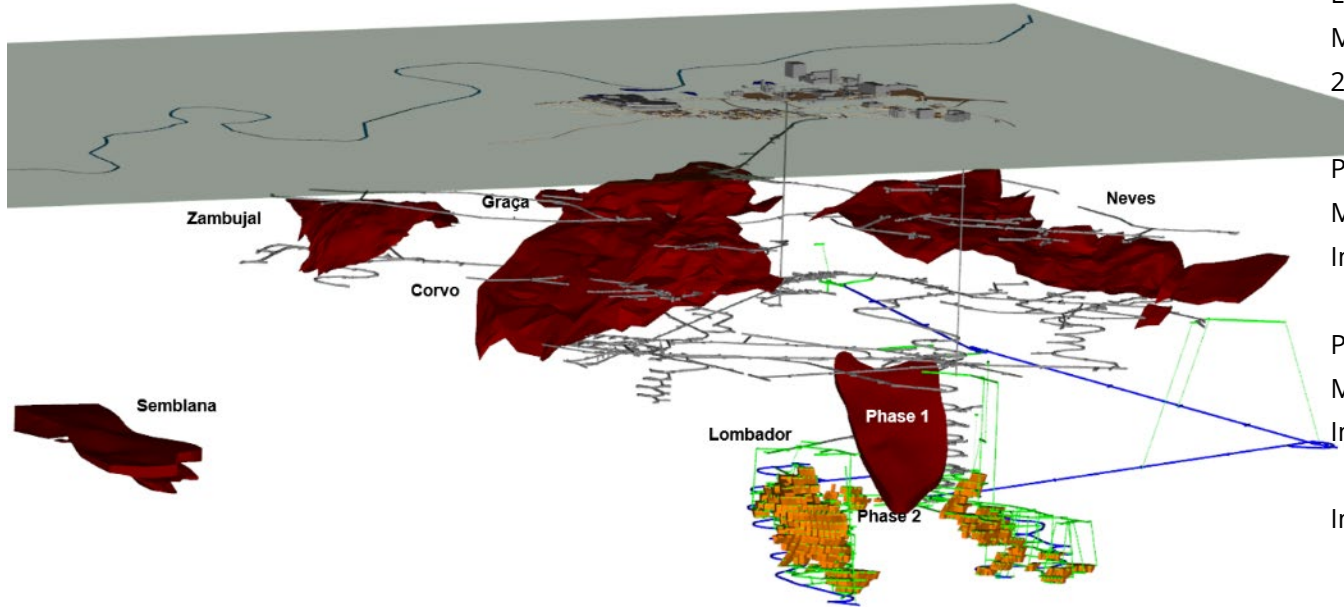 Graça
Neves
Zambujal
Corvo
Semblana
Phase 1
Lombador
Phase 2